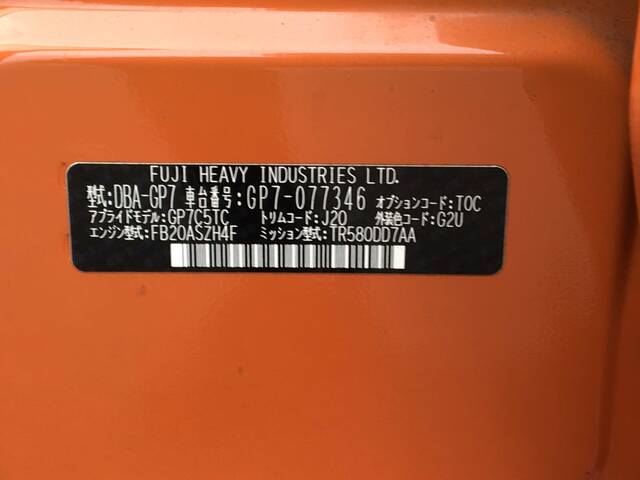 FUJI HEAVY INDUSTRIES LTD.
型式:DBA-GP7 車台番号:GP7-077346 オプションコード:TOC
アプライドモデル:GP7C5TC トリムコード:J20 外装色コード:G2U
エンジン型式:FB20ASZH4F ミッション型式:TR580DD7AA